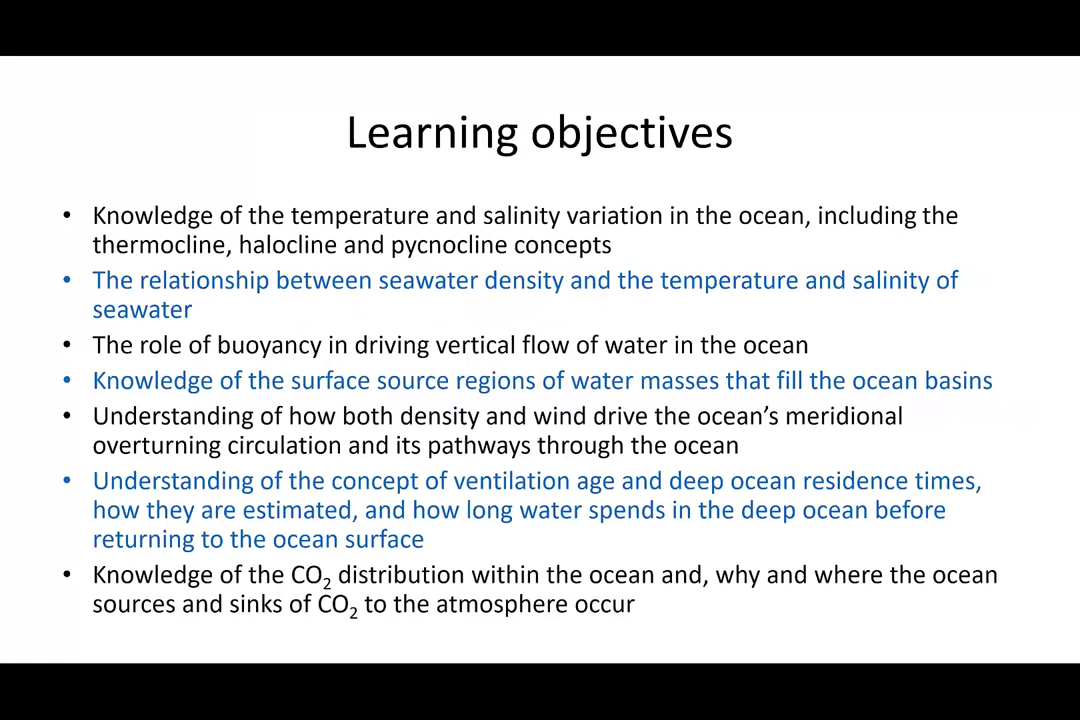 Learning objectives
• Knowledge of the temperature and salinity variation in the ocean, including the
thermocline, halocline and pycnocline concepts
• The relationship between seawater density and the temperature and salinity of
seawater
• The role of buoyancy in driving vertical flow of water in the ocean
• Knowledge of the surface source regions of water masses that fill the ocean basins
• Understanding of how both density and wind drive the ocean’s meridional
overturning circulation and its pathways through the ocean
• Understanding of the concept of ventilation age and deep ocean residence times,
how they are estimated, and how long water spends in the deep ocean before
returning to the ocean surface
• Knowledge of the CO₂ distribution within the ocean and, why and where the ocean
sources and sinks of CO₂ to the atmosphere occur